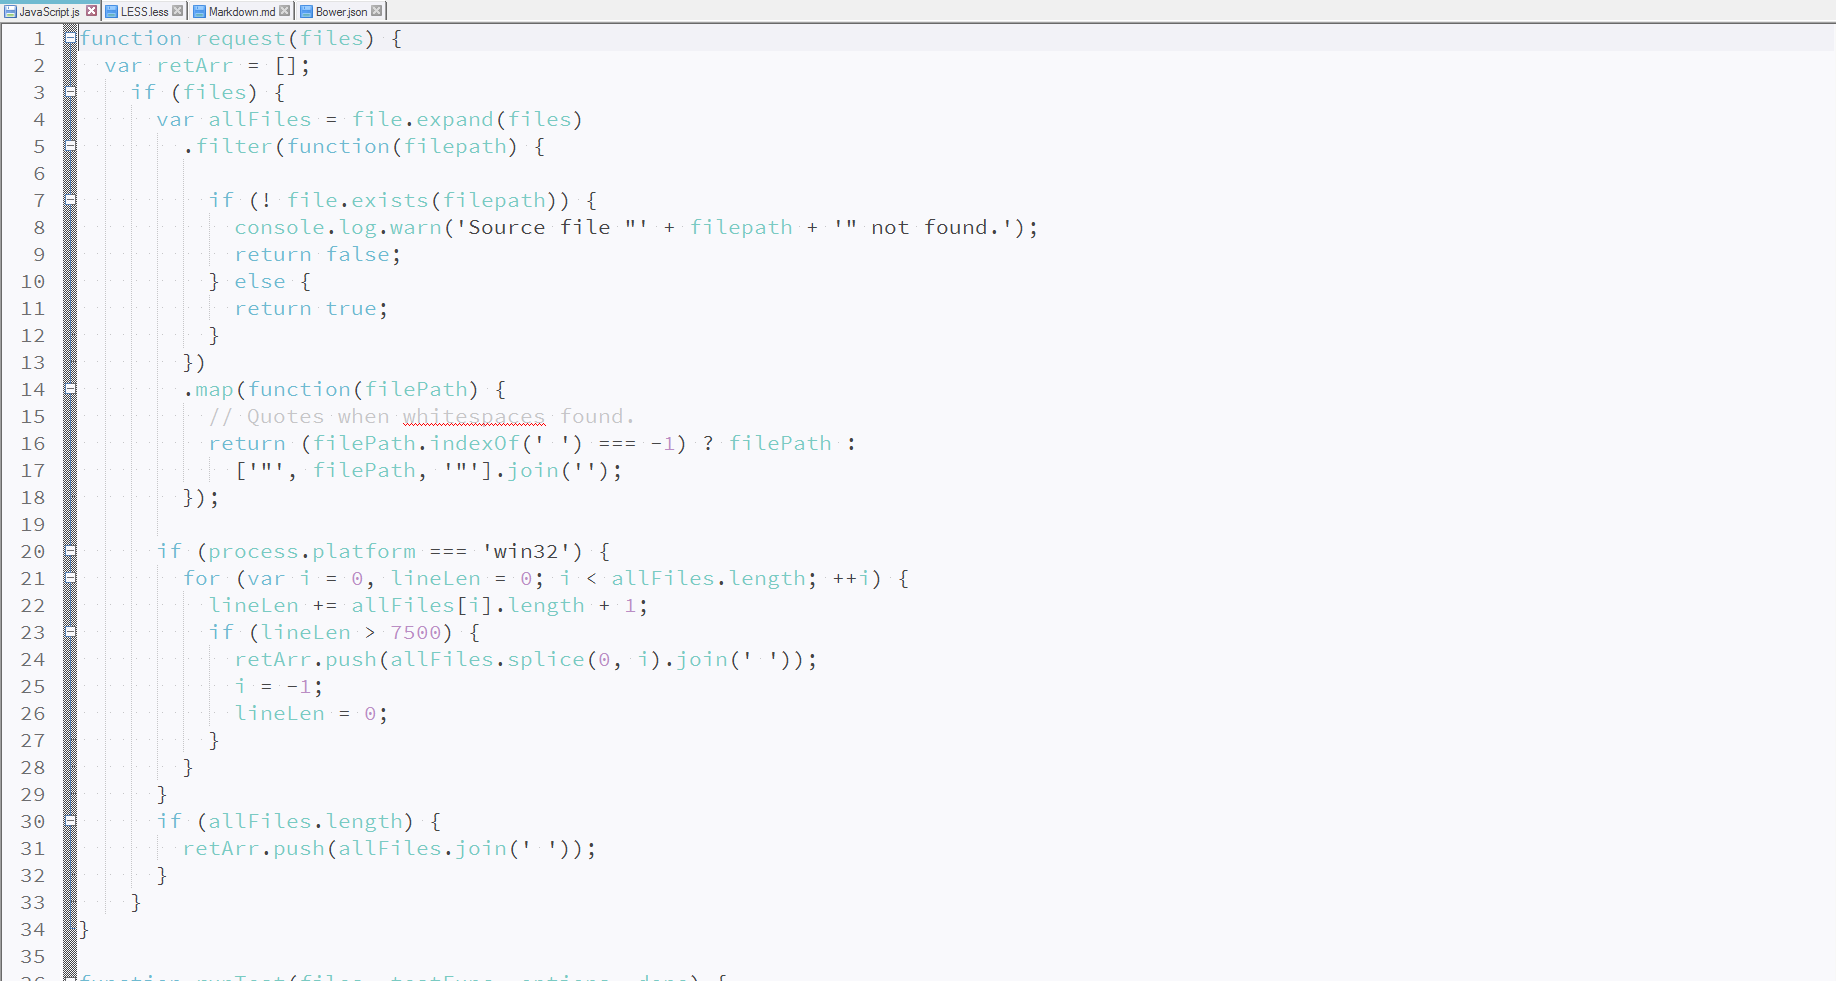 JavaScript.js LESS.less Markdown.md Bower.json
1 function request(files) {
2   var retArr = [];
3     if (files) {
4       var allFiles = file.expand(files)
5         .filter(function(filepath) {
6
7           if (! file.exists(filepath)) {
8             console.log.warn('Source file "' + filepath + '" not found.');
9             return false;
10           } else {
11             return true;
12           }
13         })
14         .map(function(filePath) {
15           // Quotes when whitespaces found.
16           return (filePath.indexOf(' ') === -1) ? filePath :
17             ['"', filePath, '"'].join('');
18         });
19
20       if (process.platform === 'win32') {
21         for (var i = 0, lineLen = 0; i < allFiles.length; ++i) {
22           lineLen += allFiles[i].length + 1;
23           if (lineLen > 7500) {
24             retArr.push(allFiles.splice(0, i).join(' '));
25             i = -1;
26             lineLen = 0;
27           }
28         }
29       }
30       if (allFiles.length) {
31         retArr.push(allFiles.join(' '));
32       }
33     }
34 }
35